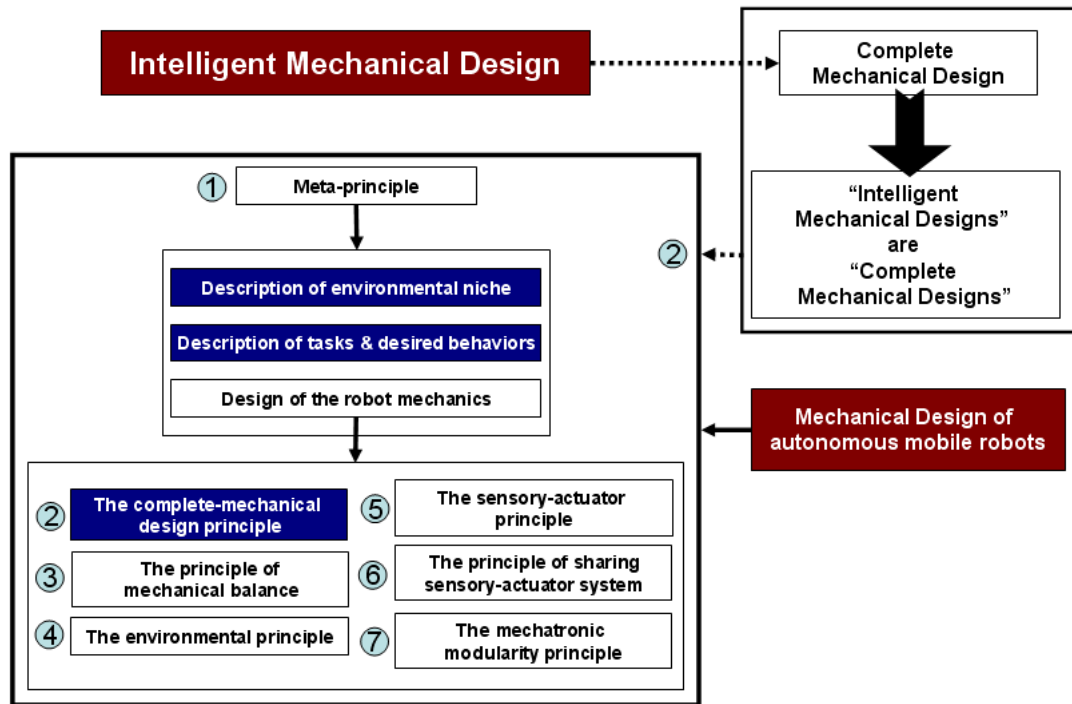 Intelligent Mechanical Design
Complete
Mechanical Design
“Intelligent
Mechanical Designs”
are
“Complete
Mechanical Designs”
1
Meta-principle
2
Description of environmental niche
Description of tasks & desired behaviors
Design of the robot mechanics
Mechanical Design of
autonomous mobile robots
2
The complete-mechanical
design principle
3
The principle of
mechanical balance
4
The environmental principle
5
The sensory-actuator
principle
6
The principle of sharing
sensory-actuator system
7
The mechatronic
modularity principle